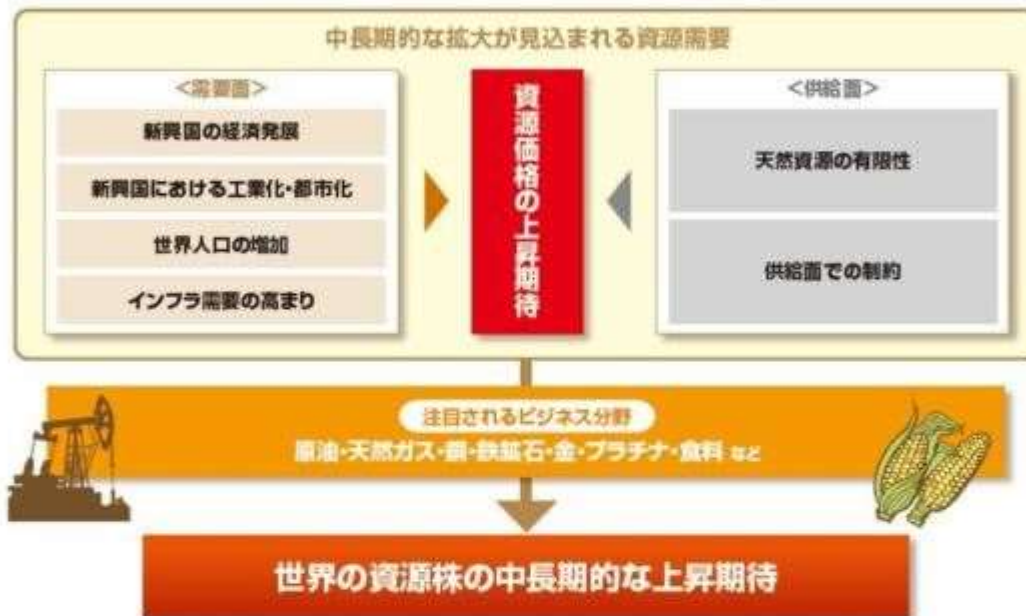 中長期的な拡大が見込まれる資源需要
<需要面>
新興国の経済発展
新興国における工業化・都市化
世界人口の増加
インフラ需要の高まり
資源価格の上昇期待
<供給面>
天然資源の有限性
供給面での制約
注目されるビジネス分野
原油・天然ガス・銅・鉄鉱石・金・プラチナ・食料 など
世界の資源株の中長期的な上昇期待